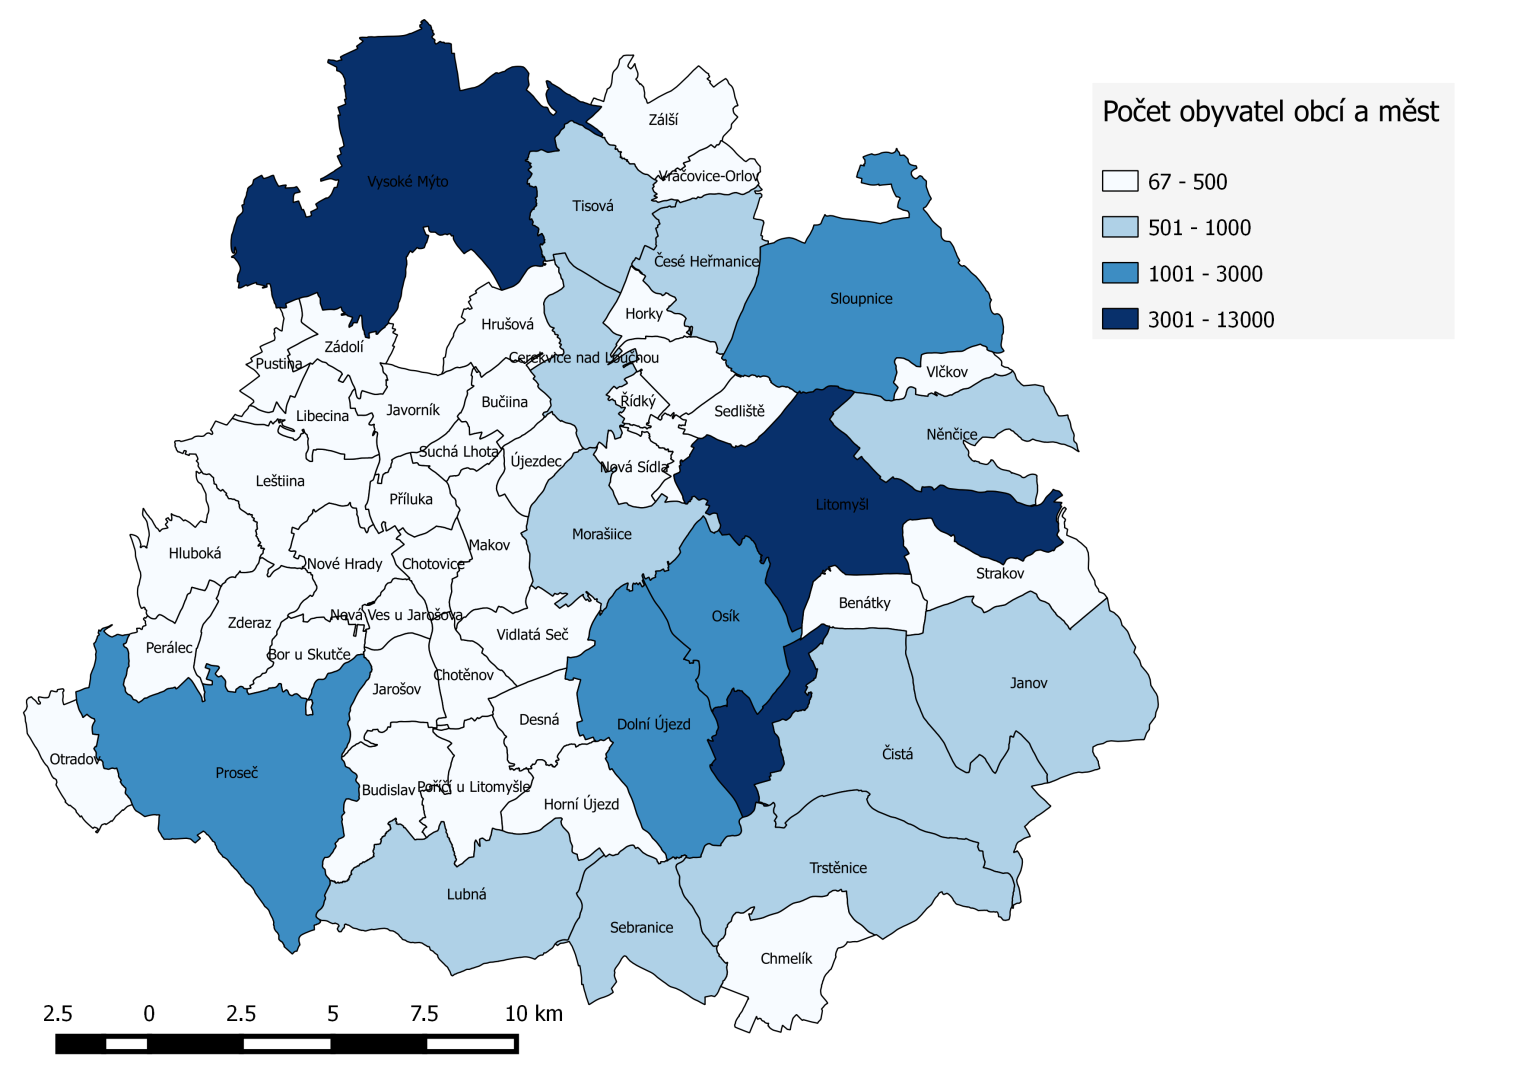 Počet obyvatel obcí a měst
67 - 500
501 - 1000
1001 - 3000
3001 - 13000
Zálší
Vračovice-Orlov
Vysoké Mýto
Tisová
Česé Heřmanice
Sloupnice
Horky
Hrušová
Zádolí
Cerekvice nad Loučnou
Pustina
Vlčkov
Bučiina
Řídký
Javorník
Sedliště
Libecina
Něnčice
Suchá Lhota
Újezdec
Nová Sídla
Leštiina
Příluka
Litomyšl
Morašiice
Makov
Hluboká
Nové Hrady
Chotovice
Strakov
Benátky
Nová Ves u Jarošova
Osík
Zderaz
Vidlatá Seč
Perálec
Bor u Skutče
Chotěnov
Janov
Jarošov
Desná
Dolní Újezd
Čistá
Otradov
Proseč
Budislav
Poříčí u Litomyšle
Horní Újezd
Trstěnice
Lubná
Sebranice
Chmelík
2.5 0 2.5 5 7.5 10 km